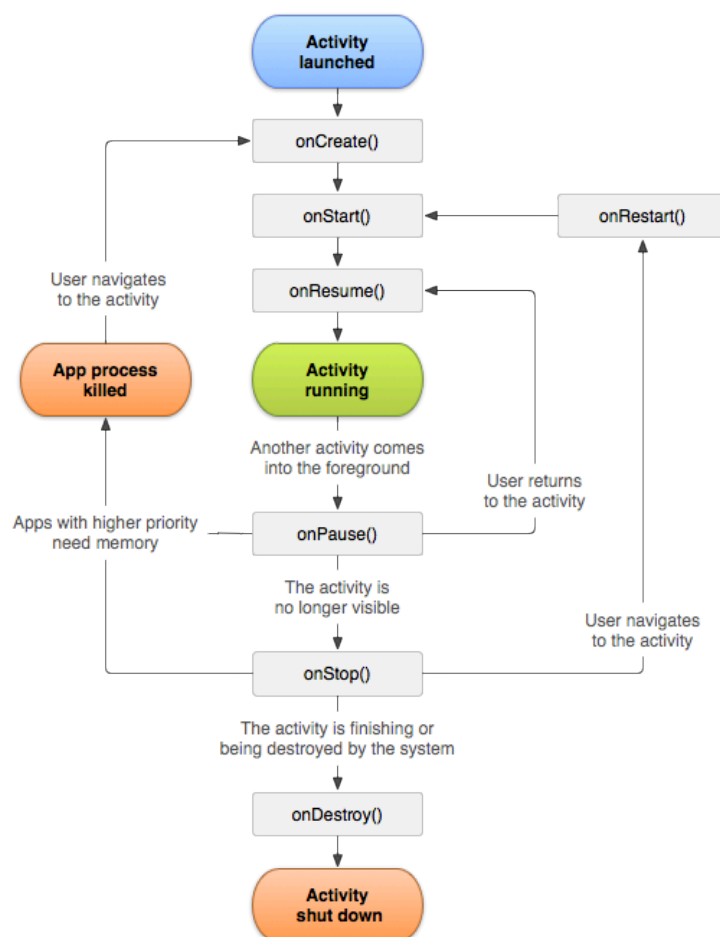 Activity
launched
onCreate()
onStart()
onRestart()
User navigates
to the activity
onResume()
App process
killed
Activity
running
Another activity comes
into the foreground
User returns
to the activity
Apps with higher priority
need memory
onPause()
The activity is
no longer visible
User navigates
to the activity
onStop()
The activity is finishing or
being destroyed by the system
onDestroy()
Activity
shut down